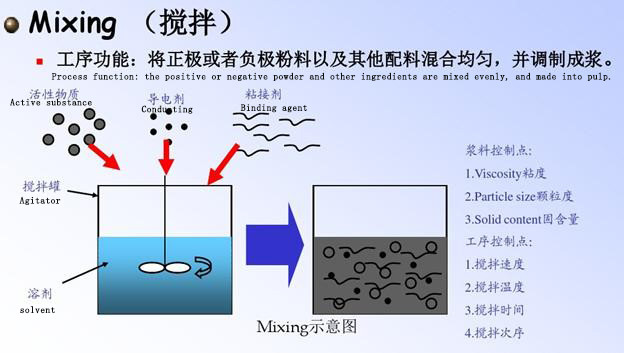 Mixing （搅拌）
工序功能：将正极或者负极粉料以及其他配料混合均匀，并调制成浆。
Process function: the positive or negative powder and other ingredients are mixed evenly, and made into pulp.
活性物质
Active substance
导电剂
Conducting
粘接剂
Binding agent
搅拌罐
Agitator
溶剂
solvent
浆料控制点:
1.Viscosity粘度
2.Particle size颗粒度
3.Solid content固含量
工序控制点:
1.搅拌速度
2.搅拌温度
3.搅拌时间
4.搅拌次序
Mixing示意图